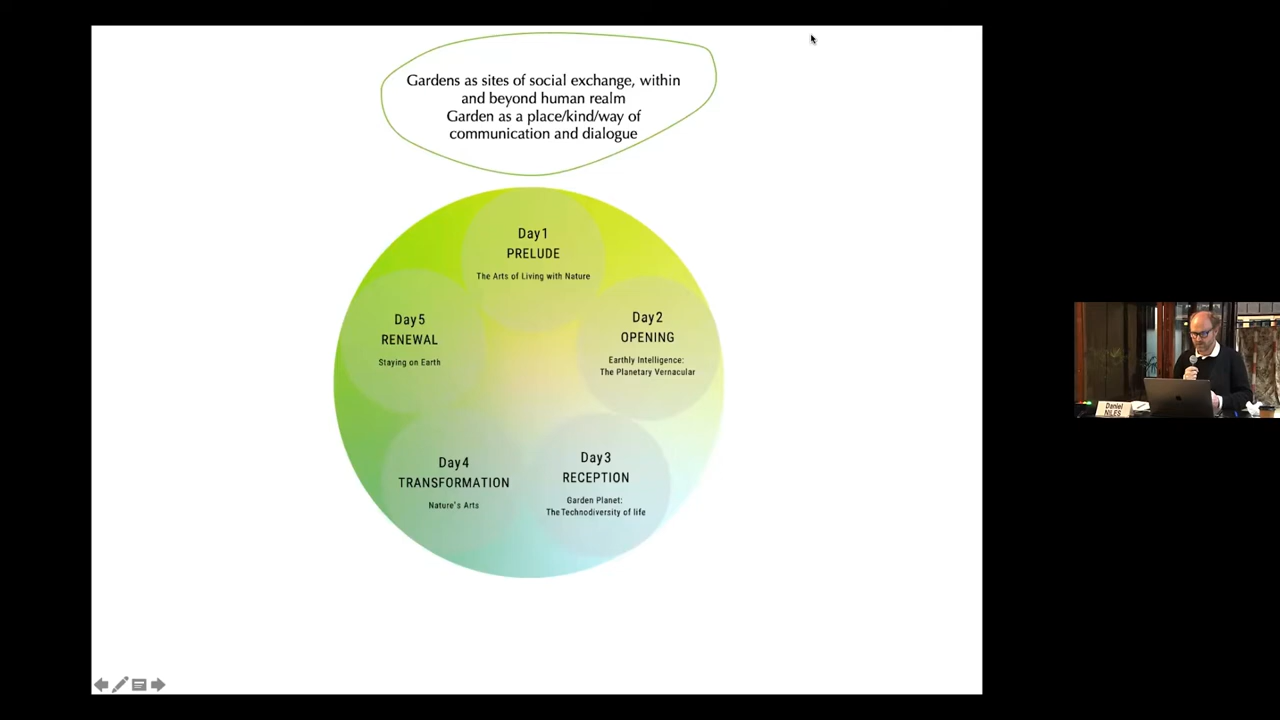 Gardens as sites of social exchange, within
and beyond human realm
Garden as a place/kind/way of
communication and dialogue
Day1
PRELUDE
The Arts of Living with Nature
Day2
OPENING
Earthly Intelligence:
The Planetary Vernacular
Day3
RECEPTION
Garden Planet:
The Technodiversity of life
Day4
TRANSFORMATION
Nature's Arts
Day5
RENEWAL
Staying on Earth
Daniel
NILES